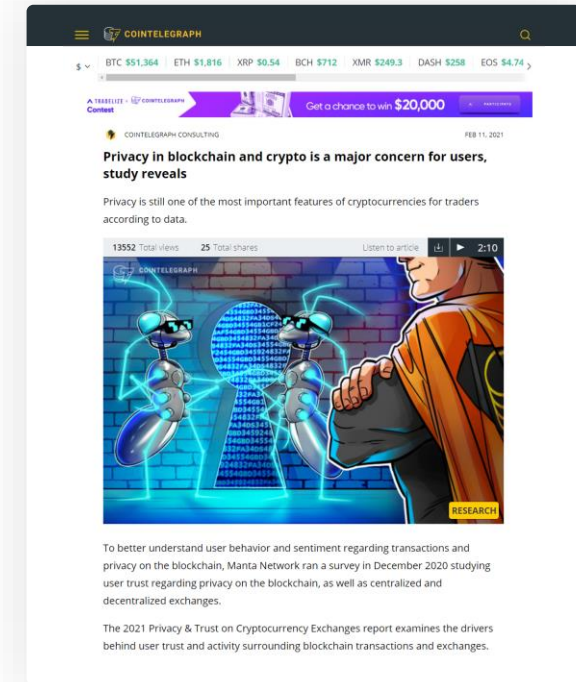 COINTELEGRAPH
$ BTC $51,364 ETH $1,816 XRP $0.54 BCH $712 XMR $249.3 DASH $258 EOS $4.74
TRADELIZE + COINTELEGRAPH
Contest
Get a chance to win $20,000
PARTICIPATE
COINTELEGRAPH CONSULTING FEB 11, 2021
Privacy in blockchain and crypto is a major concern for users,
study reveals
Privacy is still one of the most important features of cryptocurrencies for traders
according to data.
13552 Total views 25 Total shares Listen to article 2:10
COINTELEGRAPH
RESEARCH
To better understand user behavior and sentiment regarding transactions and
privacy on the blockchain, Manta Network ran a survey in December 2020 studying
user trust regarding privacy on the blockchain, as well as centralized and
decentralized exchanges.
The 2021 Privacy & Trust on Cryptocurrency Exchanges report examines the drivers
behind user trust and activity surrounding blockchain transactions and exchanges.